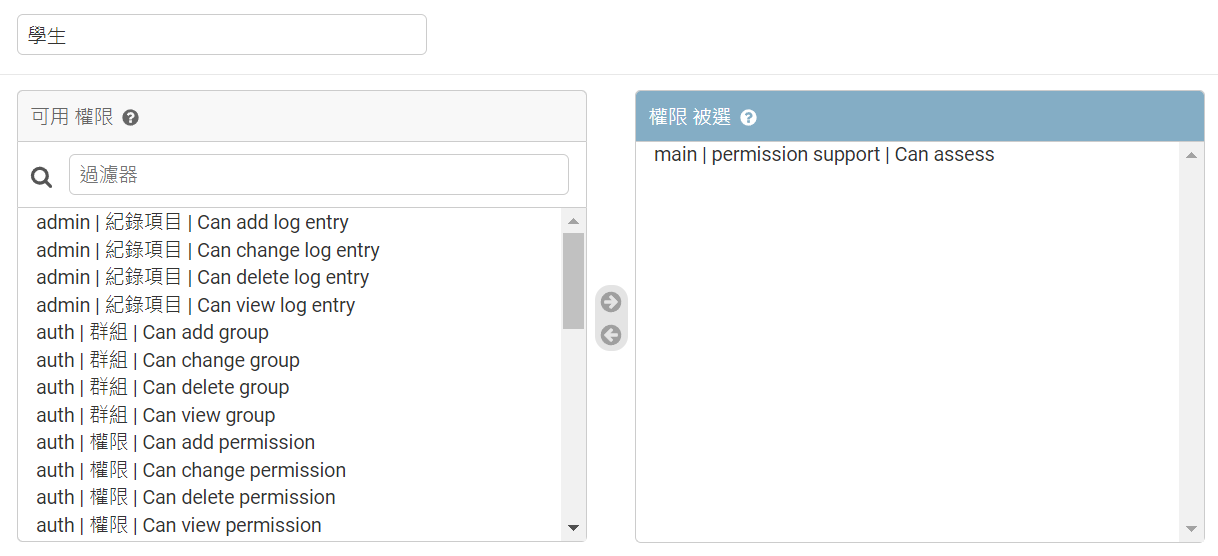 學生
可用 權限
過濾器
admin | 紀錄項目 | Can add log entry
admin | 紀錄項目 | Can change log entry
admin | 紀錄項目 | Can delete log entry
admin | 紀錄項目 | Can view log entry
auth | 群組 | Can add group
auth | 群組 | Can change group
auth | 群組 | Can delete group
auth | 群組 | Can view group
auth | 權限 | Can add permission
auth | 權限 | Can change permission
auth | 權限 | Can delete permission
auth | 權限 | Can view permission
權限 被選
main | permission support | Can assess